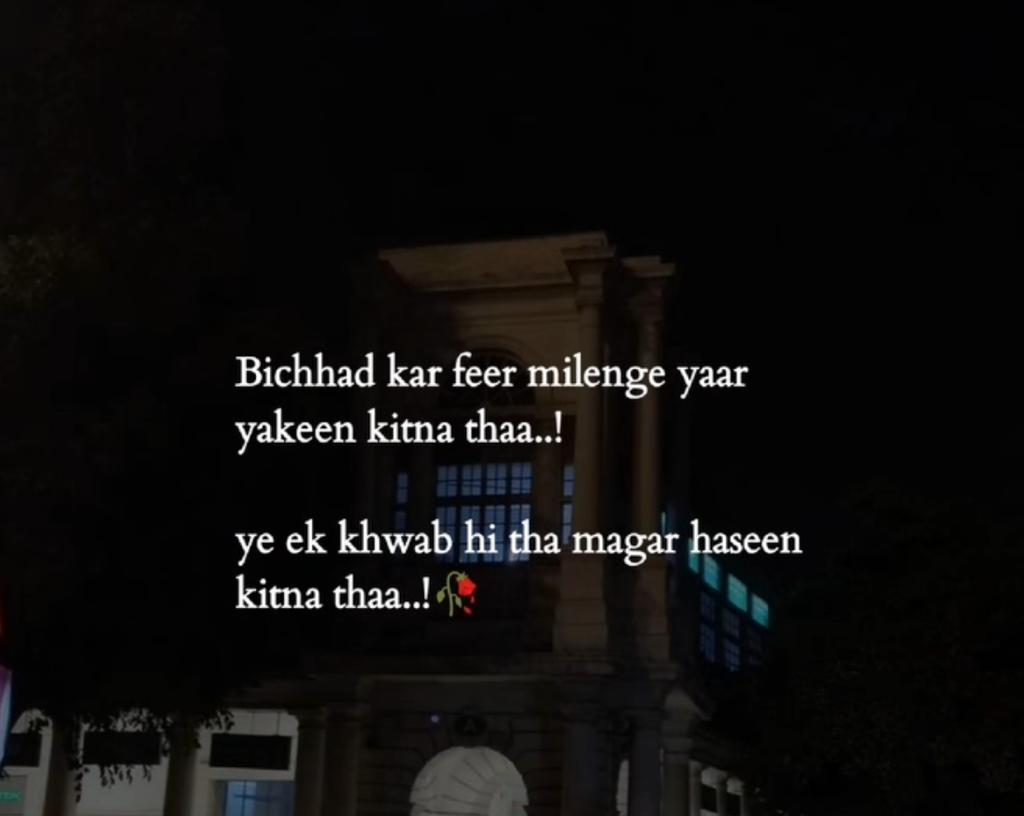 Bichhad kar feer milenge yaar
yakeen kitna thaa..!
ye ek khwab hi tha magar haseen
kitna thaa..!🥀
A